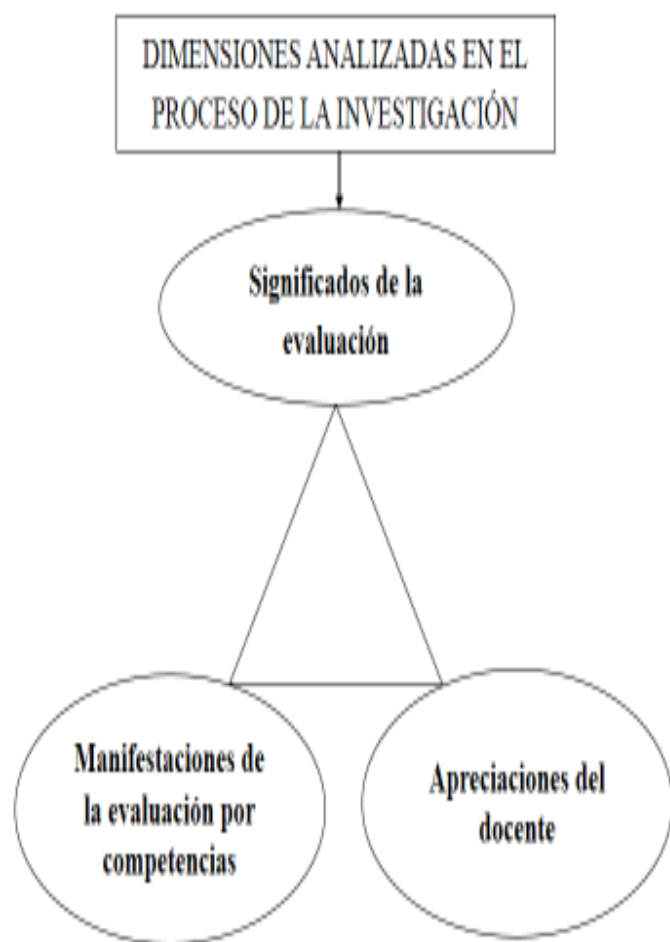 DIMENSIONES ANALIZADAS EN EL
PROCESO DE LA INVESTIGACIÓN
Significados de la
evaluación
Manifestaciones de
la evaluación por
competencias
Apreciaciones del
docente